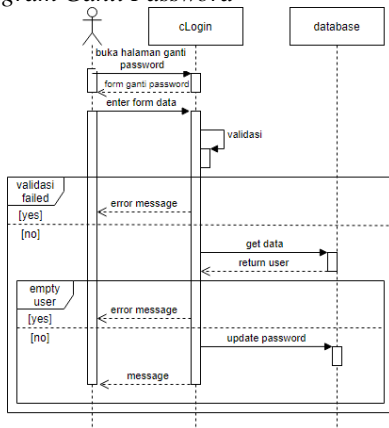 gram Ganti Password
cLogin
database
buka halaman ganti
password
form ganti password
enter form data
validasi
validasi
failed
[yes]
error message
[no]
get data
return user
empty
user
[yes]
error message
[no]
update password
message